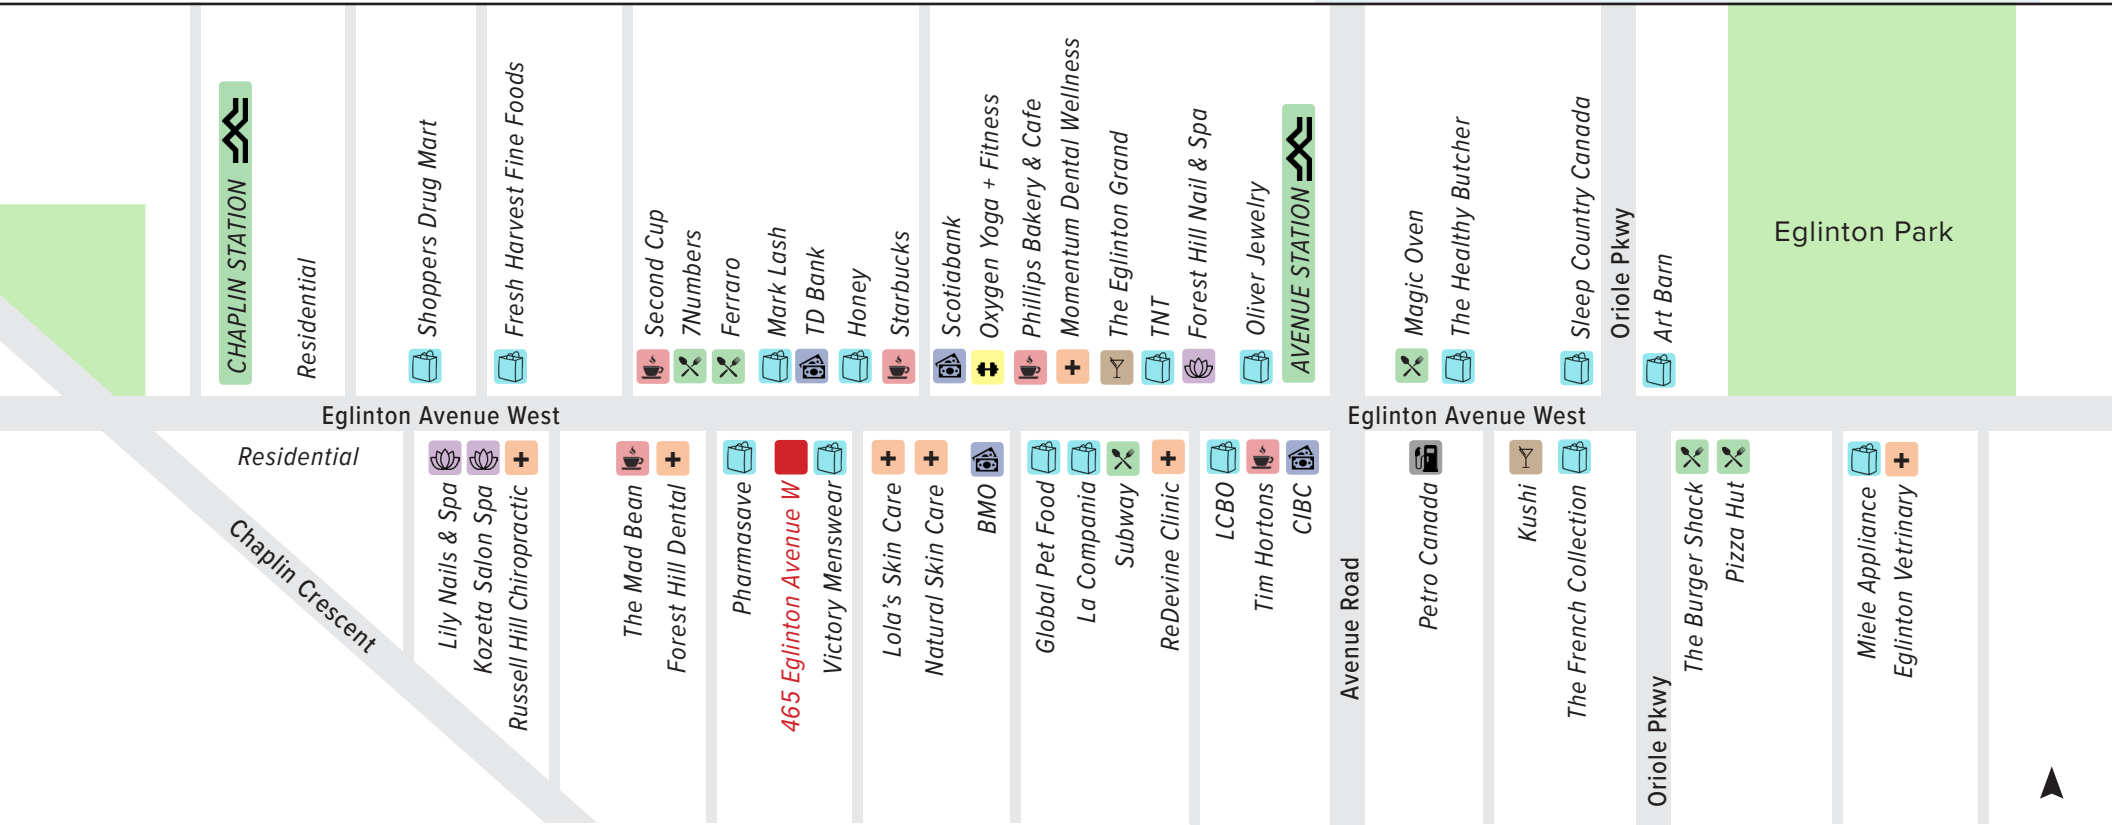 CHAPLIN STATION
Residential
Shoppers Drug Mart
Fresh Harvest Fine Foods
Second Cup
7Numbers
Ferraro
Mark Lash
TD Bank
Honey
Starbucks
Scotiabank
Oxygen Yoga + Fitness
Phillips Bakery & Cafe
Momentum Dental Wellness
The Eglinton Grand
TNT
Forest Hill Nail & Spa
Oliver Jewelry
AVENUE STATION
Magic Oven
The Healthy Butcher
Sleep Country Canada
Oriole Pkwy
Art Barn
Eglinton Park
Eglinton Avenue West
Eglinton Avenue West
Residential
Chaplin Crescent
Lily Nails & Spa
Kozeta Salon Spa
Russell Hill Chiropractic
The Mad Bean
Forest Hill Dental
Pharmasave
465 Eglinton Avenue W
Victory Menswear
Lola's Skin Care
Natural Skin Care
BMO
Global Pet Food
La Compania
Subway
ReDevine Clinic
LCBO
Tim Hortons
CIBC
Avenue Road
Petro Canada
Kushi
The French Collection
Oriole Pkwy
The Burger Shack
Pizza Hut
Miele Appliance
Eglinton Vetrinary